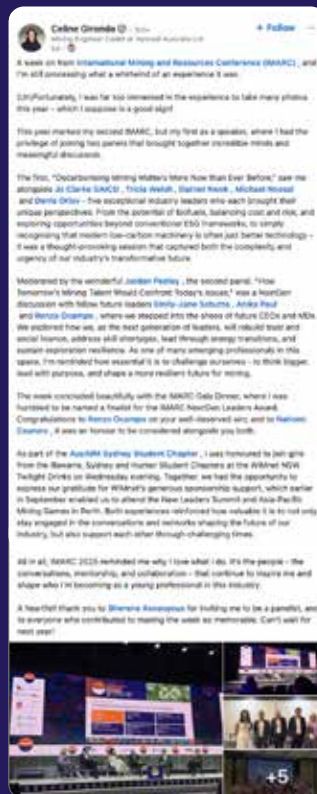 Celine Gironda
+ Follow
Mining Engineer Cadet at Yancoal Australia Ltd
A week on from International Mining and Resources Conference (IMARC), and
I'm still processing what a whirlwind of an experience it was.
(Un)fortunately, I was far too immersed in the experience to take many photos
this year - which I suppose is a good sign!
This year marked my second IMARC, but my first as a speaker, where I had the
privilege of joining two panels that brought together incredible minds and
meaningful discussions.
The first, "Decarbonising Mining Matters More Now than Ever Before," saw me
alongside Jo Clarke GAICD, Tricia Welsh, Michael
and Denis - five exceptional industry leaders who each brought their
unique perspectives. From the potential of biofuels, balancing cost and risk, and
exploring opportunities beyond conventional ESG frameworks, to simply
recognising that modern low-carbon machinery is often just better technology -
it was a thought-provoking session that captured both the complexity and
urgency of our industry's transformative future.
Moderated by the wonderful Jordan Pedley, the second panel, "How
Tomorrow's Mining Talent Would Confront Today's Issues," was a NextGen
discussion with fellow future leaders Emily-Jane, Anika Paul
and Renzo Ocampo, where we stepped into the shoes of future CEOs and MDs.
We explored how we, as the next generation of leaders, will rebuild trust and
social licence, address skill shortages, lead through energy transitions, and
sustain exploration resilience. As one of many emerging professionals in this
space, I'm reminded how essential it is to challenge ourselves - to think bigger,
lead with purpose, and shape a more resilient future for mining.
The week concluded beautifully with the IMARC Gala Dinner, where I was
humbled to be named a finalist for the IMARC NextGen Leaders Award.
Congratulations to Renzo Ocampo on your well-deserved win, and to
, it was an honour to be considered alongside you both.
As part of the AusIMM Sydney Student Chapter, I was honoured to join girls
from the Illawarra, Sydney and Hunter Student Chapters at the WIMnet NSW
Twilight Drinks on Wednesday evening. Together, we had the opportunity to
express our gratitude for WIMnet's generous sponsorship support, which earlier
in September enabled us to attend the New Leaders Summit and Asia-Pacific
Mining Games in Perth. Both experiences reinforced how valuable it is to not only
stay engaged in the conversations and networks shaping the future of our
industry, but also support each other through challenging times.
All in all, IMARC 2025 reminded me why I love what I do. It's the people - the
conversations, mentorship, and collaboration - that continue to inspire me and
shape who I'm becoming as a young professional in this industry.
A heartfelt thank you to for inviting me to be a panelist, and
to everyone who contributed to making the week so memorable. Can't wait for
next year!
+5